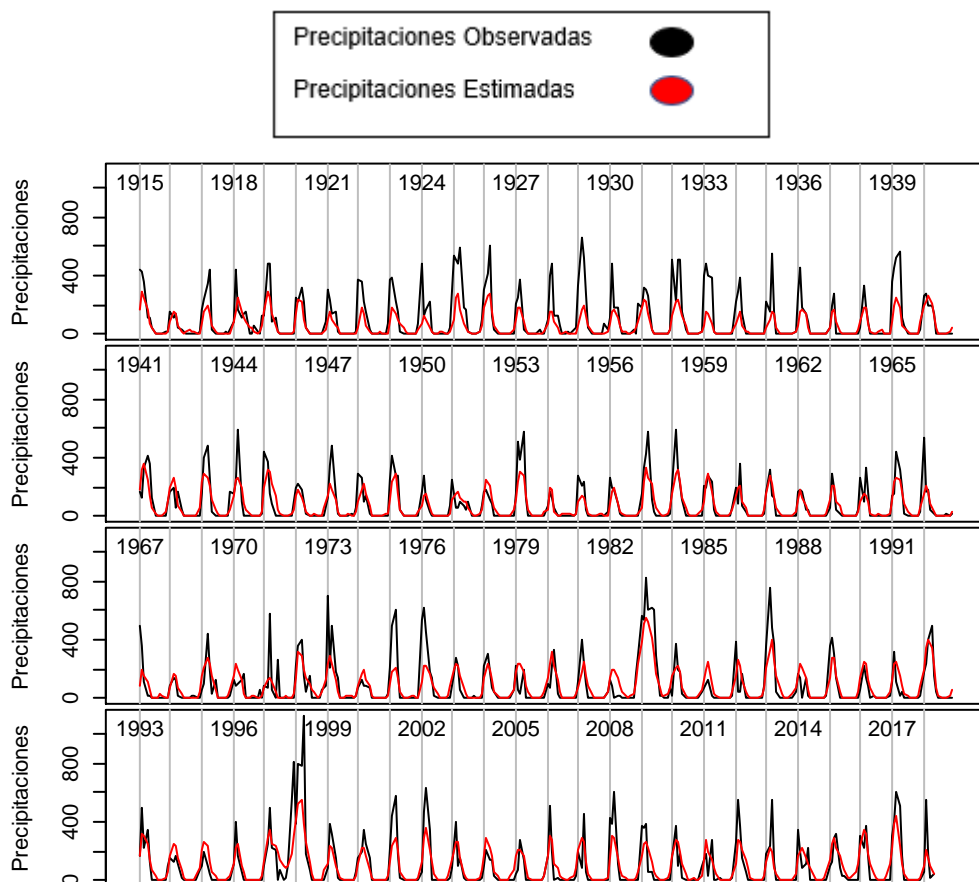 Precipitaciones Observadas
Precipitaciones Estimadas
Precipitaciones
0 400 800
1915 1918 1921 1924 1927 1930 1933 1936 1939
Precipitaciones
0 400 800
1941 1944 1947 1950 1953 1956 1959 1962 1965
Precipitaciones
0 400 800
1967 1970 1973 1976 1979 1982 1985 1988 1991
Precipitaciones
0 400 800
1993 1996 1999 2002 2005 2008 2011 2014 2017